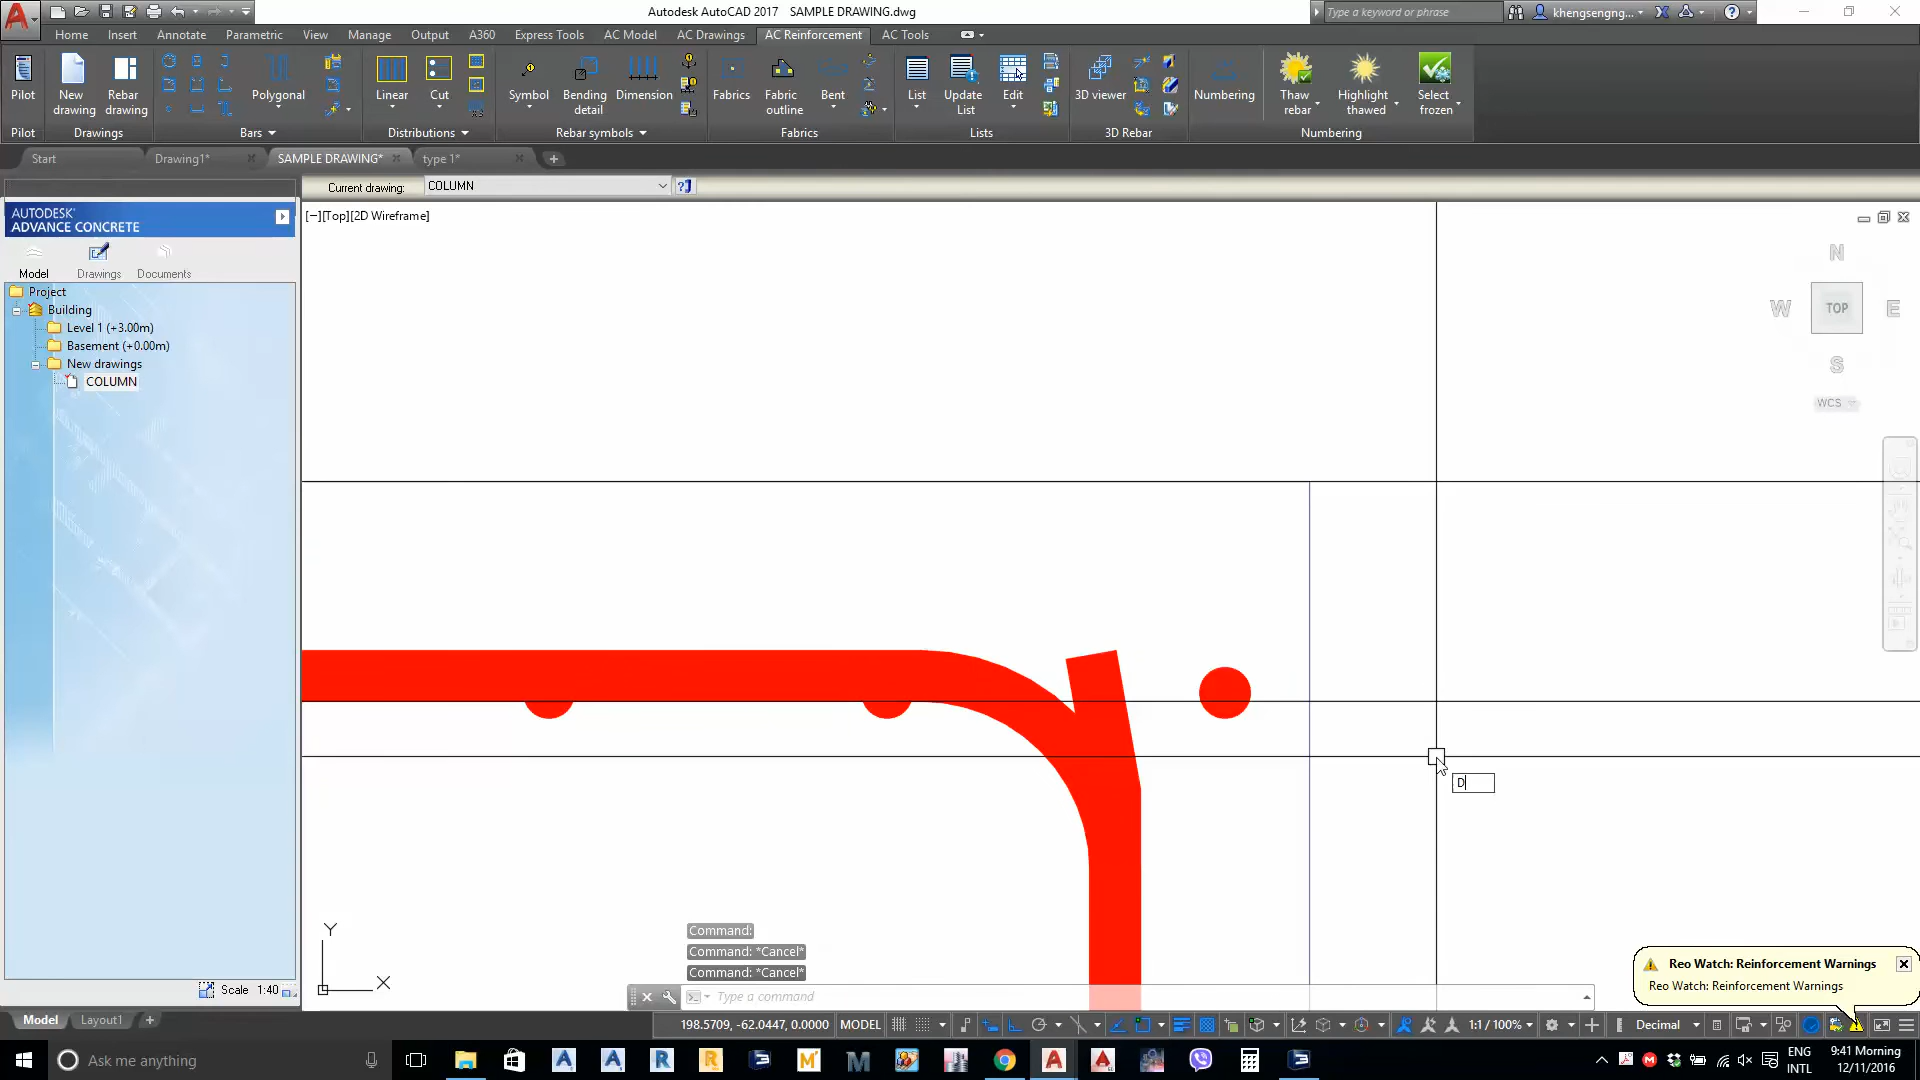 Autodesk AutoCAD 2017   SAMPLE DRAWING.dwg
Type a keyword or phrase
khengsengng...
Home Insert Annotate Parametric View Manage Output A360 Express Tools AC Model AC Drawings AC Reinforcement AC Tools
Pilot
New drawing
Rebar drawing
Polygonal
Linear
Cut
Symbol
Bending detail
Dimension
Fabrics
Fabric outline
Bent
List
Update List
Edit
3D viewer
Numbering
Thaw rebar
Highlight thawed
Select frozen
Pilot Drawings Bars Distributions Rebar symbols Fabrics Lists 3D Rebar Numbering
Start Drawing1* SAMPLE DRAWING* type 1*
Current drawing: COLUMN
AUTODESK®
ADVANCE CONCRETE
Model Drawings Documents
Project
Building
Level 1 (+3.00m)
Basement (+0.00m)
New drawings
COLUMN
[−][Top][2D Wireframe]
N
W TOP E
S
WCS
D
Y
X
Command:
Command: *Cancel*
Command: *Cancel*
Type a command
Reo Watch: Reinforcement Warnings
Reo Watch: Reinforcement Warnings
Scale 1:40
Model Layout1
198.5709, -62.0447, 0.0000 MODEL 1:1 / 100% Decimal
Ask me anything
ENG
INTL
9:41 Morning
12/11/2016